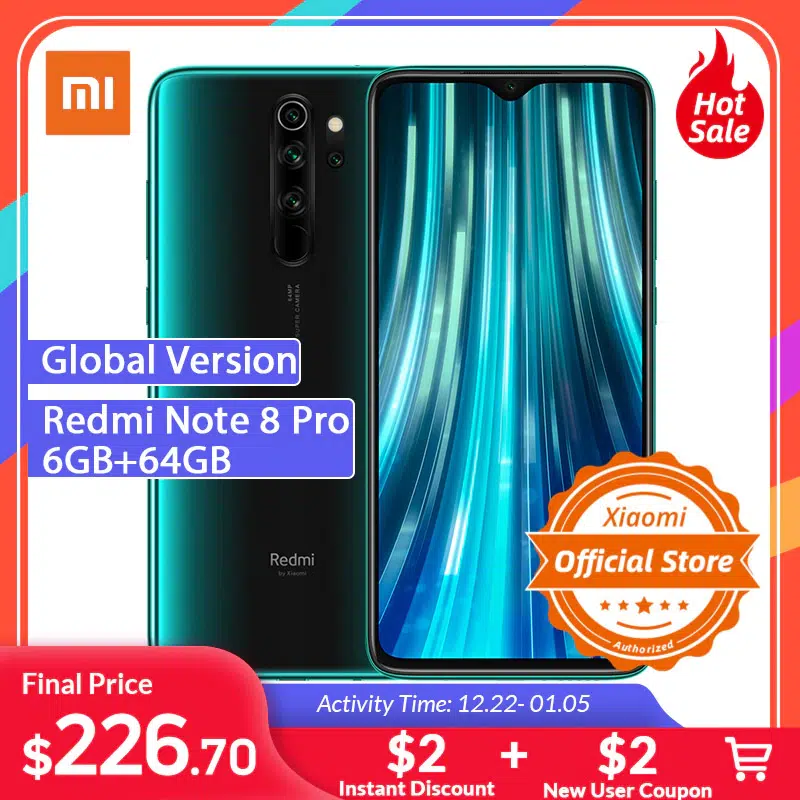 mi
Hot
Sale
64MP
SUPER CAMERA
Global Version
Redmi Note 8 Pro
6GB+64GB
Redmi
by Xiaomi
Xiaomi
Official Store
Authorized
Final Price
$226.70
Activity Time: 12.22- 01.05
$2 + $2
Instant Discount New User Coupon